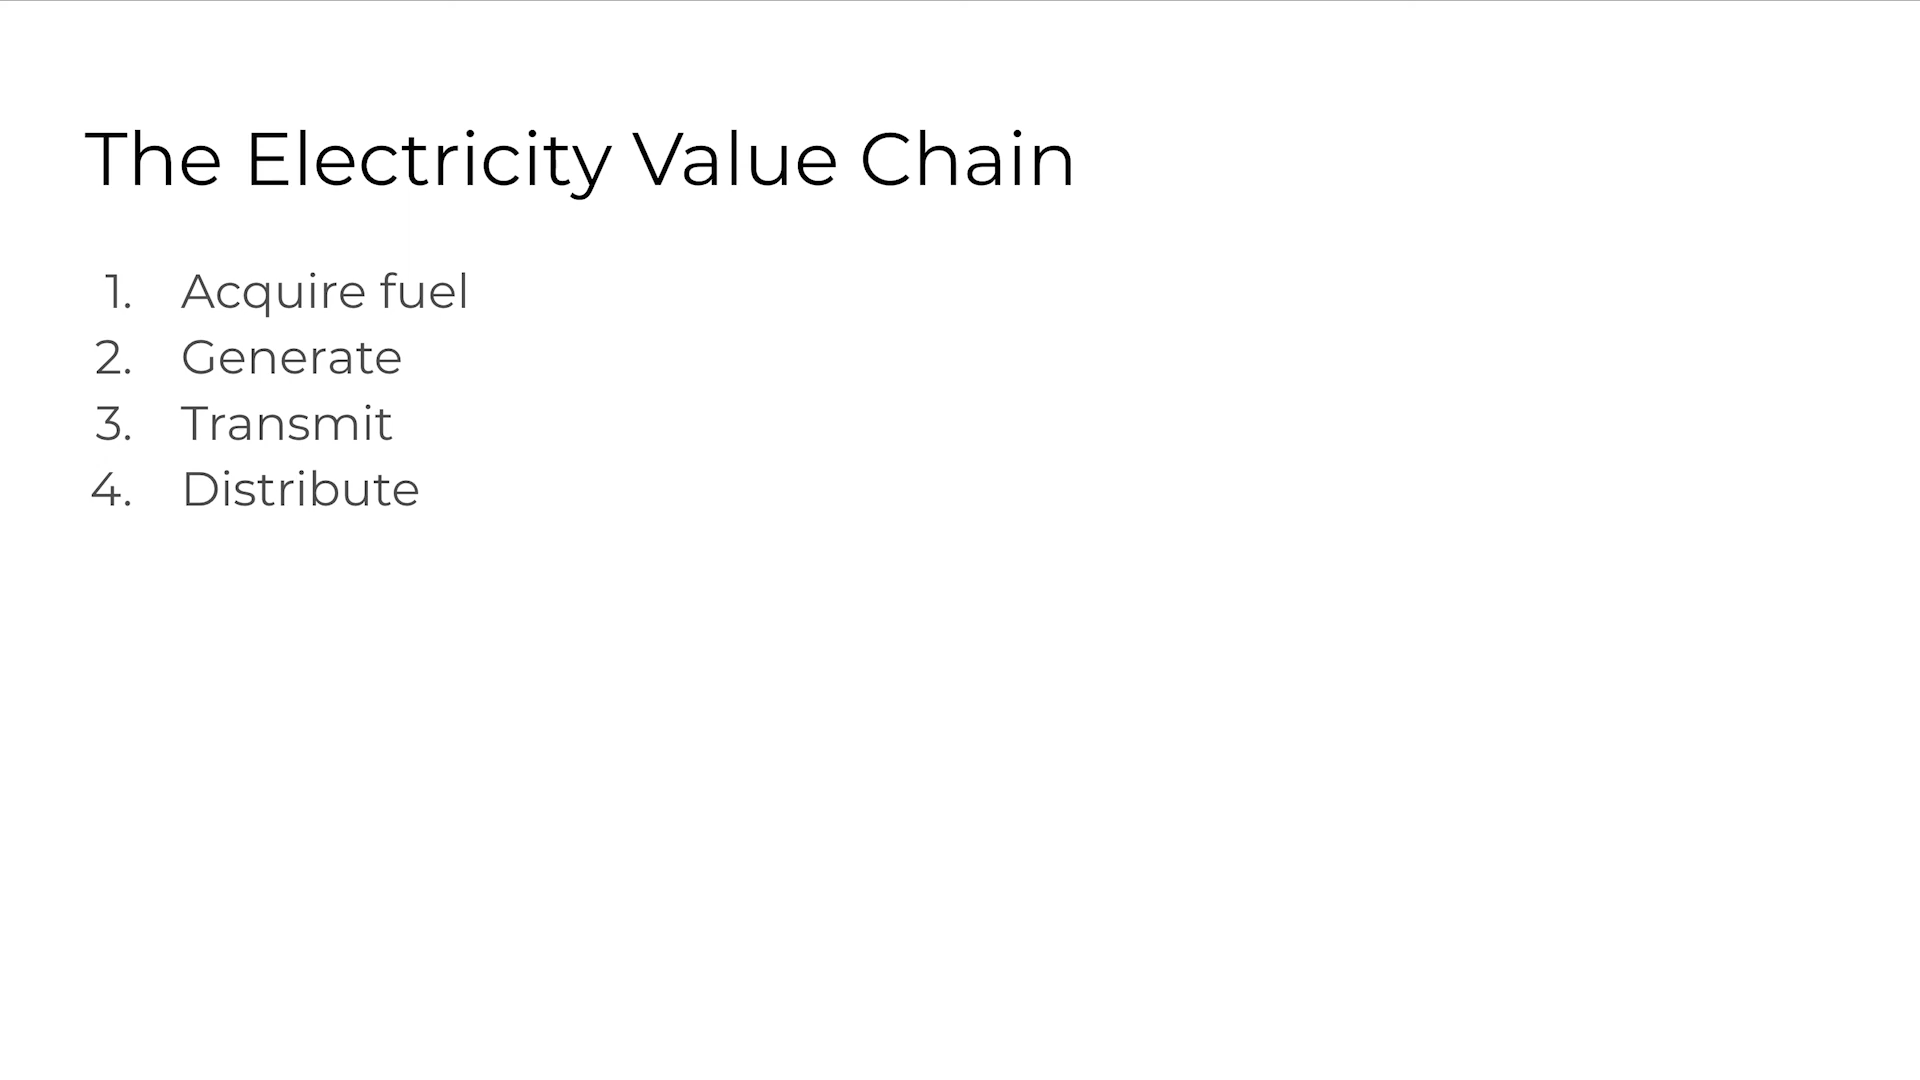 The Electricity Value Chain
1. Acquire fuel
2. Generate
3. Transmit
4. Distribute